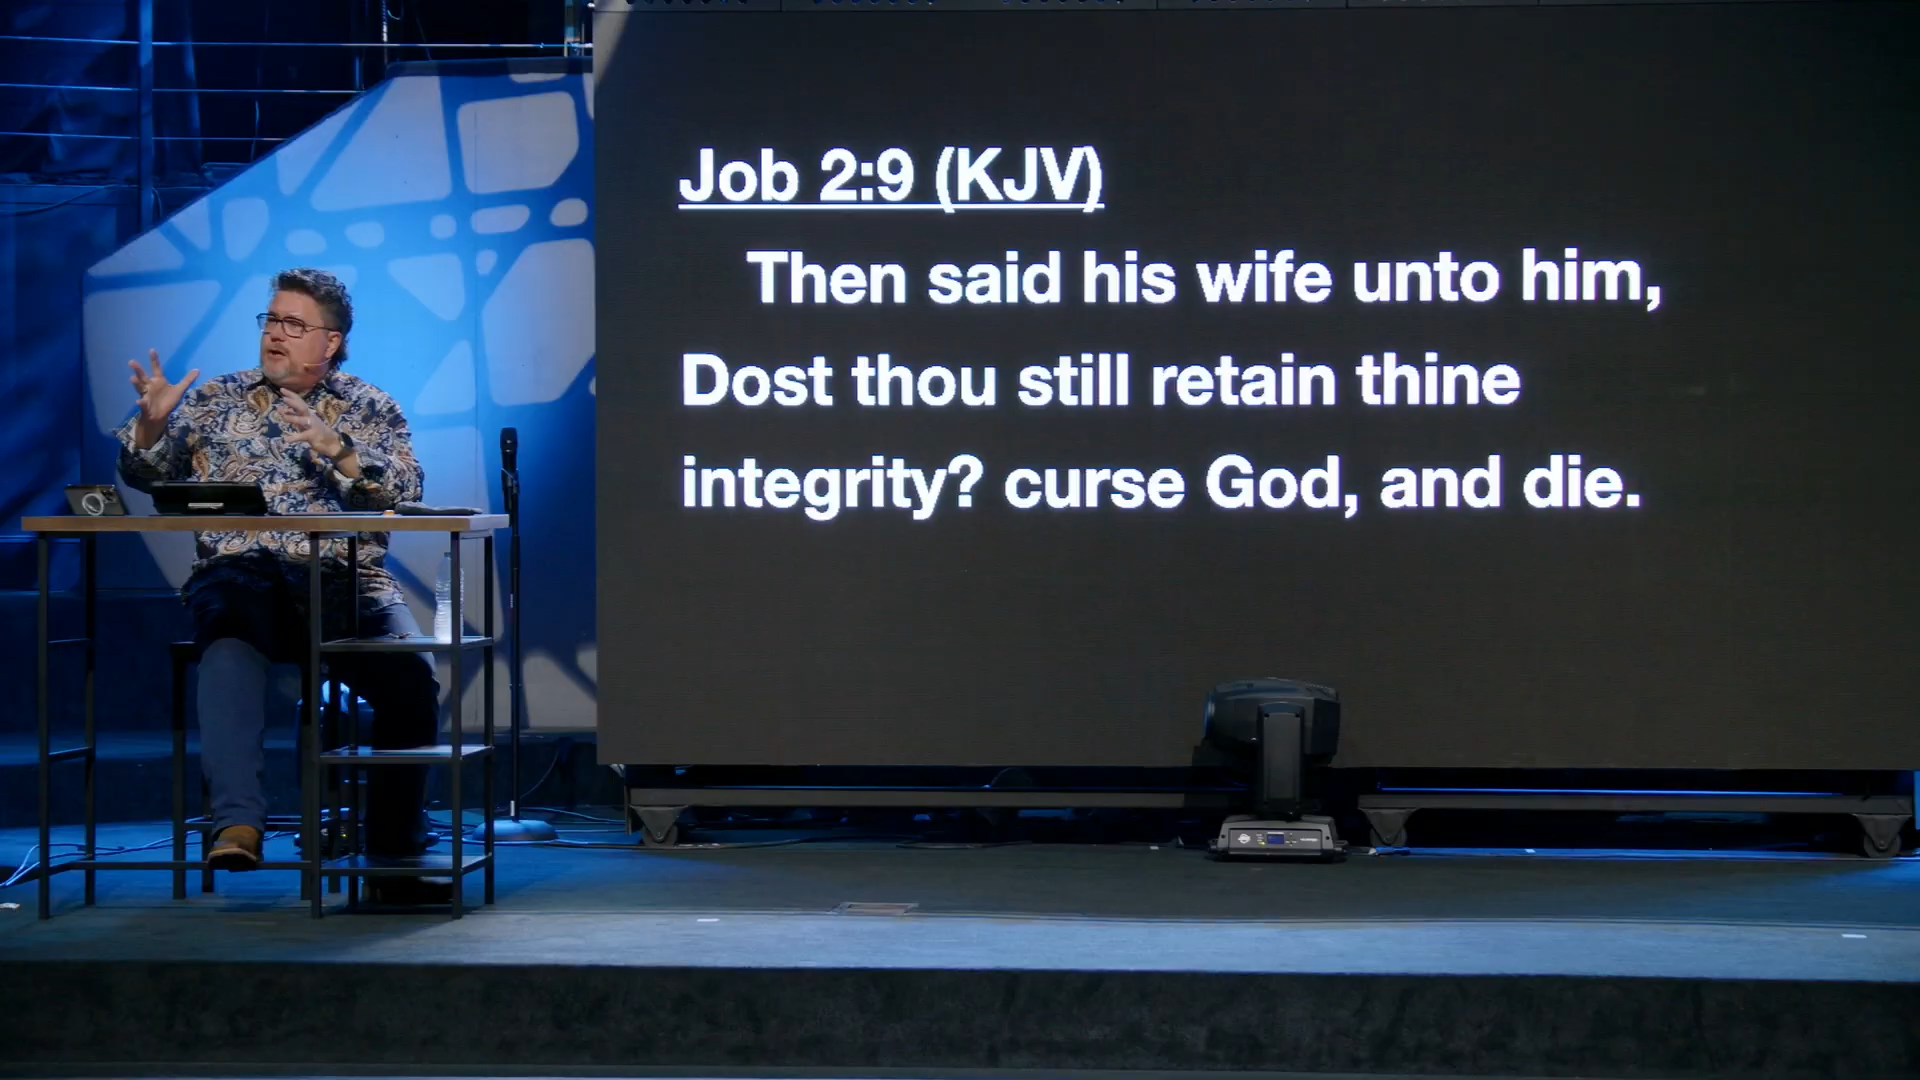 Job 2:9 (KJV)
Then said his wife unto him,
Dost thou still retain thine
integrity? curse God, and die.